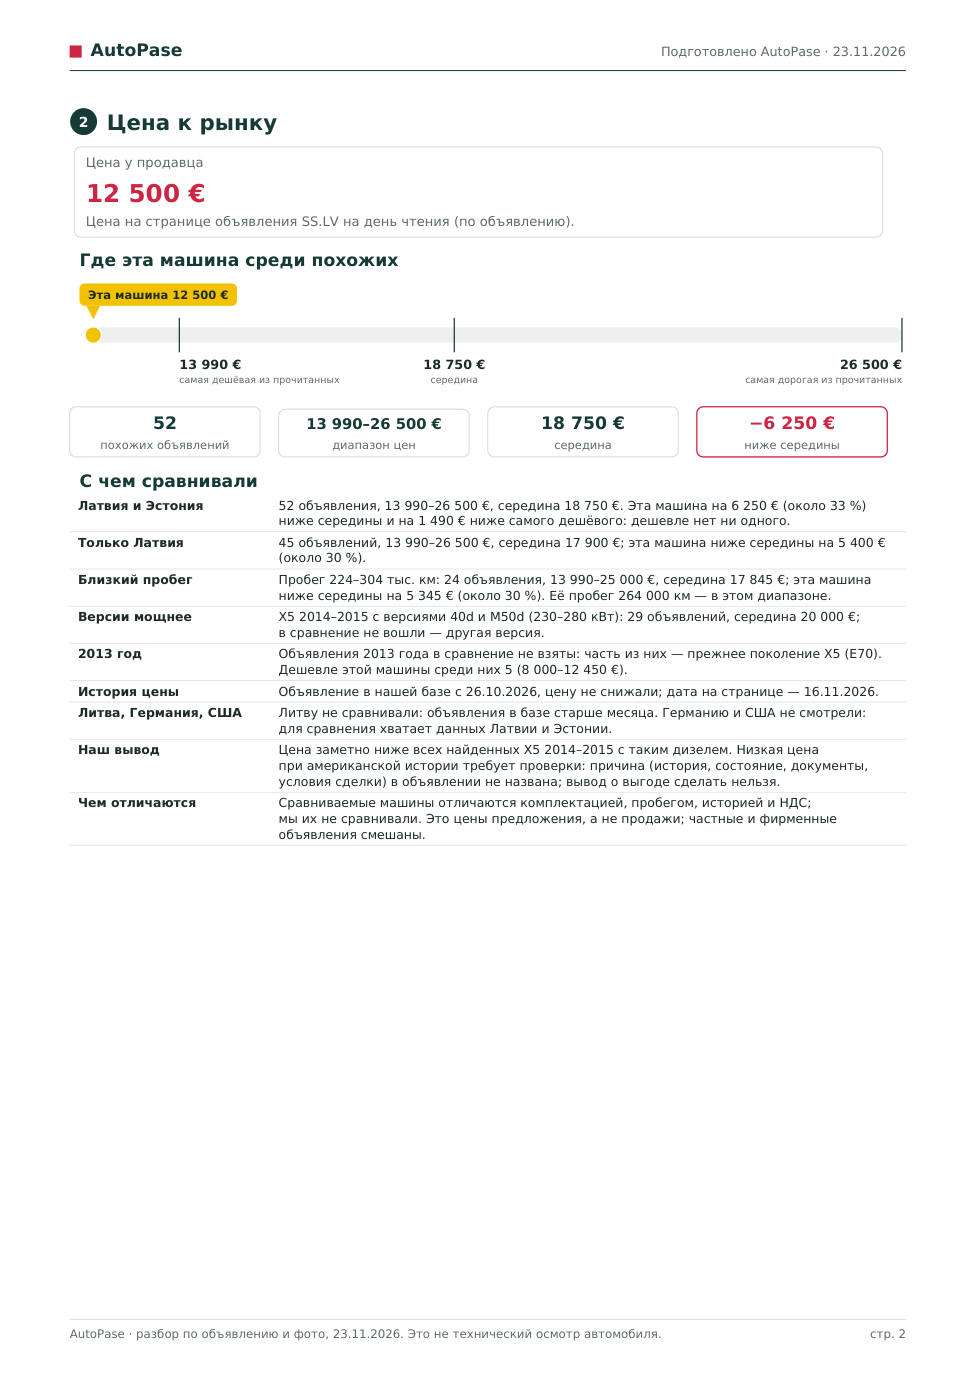 AutoPase
Подготовлено AutoPase · 23.11.2026
2
Цена к рынку
Цена у продавца
12 500 €
Цена на странице объявления SS.LV на день чтения (по объявлению).
Где эта машина среди похожих
Эта машина 12 500 €
13 990 €
самая дешёвая из прочитанных
18 750 €
середина
26 500 €
самая дорогая из прочитанных
52
похожих объявлений
13 990–26 500 €
диапазон цен
18 750 €
середина
−6 250 €
ниже середины
С чем сравнивали
Латвия и Эстония
52 объявления, 13 990–26 500 €, середина 18 750 €. Эта машина на 6 250 € (около 33 %)
ниже середины и на 1 490 € ниже самого дешёвого: дешевле нет ни одного.
Только Латвия
45 объявлений, 13 990–26 500 €, середина 17 900 €; эта машина ниже середины на 5 400 €
(около 30 %).
Близкий пробег
Пробег 224–304 тыс. км: 24 объявления, 13 990–25 000 €, середина 17 845 €; эта машина
ниже середины на 5 345 € (около 30 %). Её пробег 264 000 км — в этом диапазоне.
Версии мощнее
X5 2014–2015 с версиями 40d и M50d (230–280 кВт): 29 объявлений, середина 20 000 €;
в сравнение не вошли — другая версия.
2013 год
Объявления 2013 года в сравнение не взяты: часть из них — прежнее поколение X5 (E70).
Дешевле этой машины среди них 5 (8 000–12 450 €).
История цены
Объявление в нашей базе с 26.10.2026, цену не снижали; дата на странице — 16.11.2026.
Литва, Германия, США
Литву не сравнивали: объявления в базе старше месяца. Германию и США не смотрели:
для сравнения хватает данных Латвии и Эстонии.
Наш вывод
Цена заметно ниже всех найденных X5 2014–2015 с таким дизелем. Низкая цена
при американской истории требует проверки: причина (история, состояние, документы,
условия сделки) в объявлении не названа; вывод о выгоде сделать нельзя.
Чем отличаются
Сравниваемые машины отличаются комплектацией, пробегом, историей и НДС;
мы их не сравнивали. Это цены предложения, а не продажи; частные и фирменные
объявления смешаны.
AutoPase · разбор по объявлению и фото, 23.11.2026. Это не технический осмотр автомобиля.
стр. 2